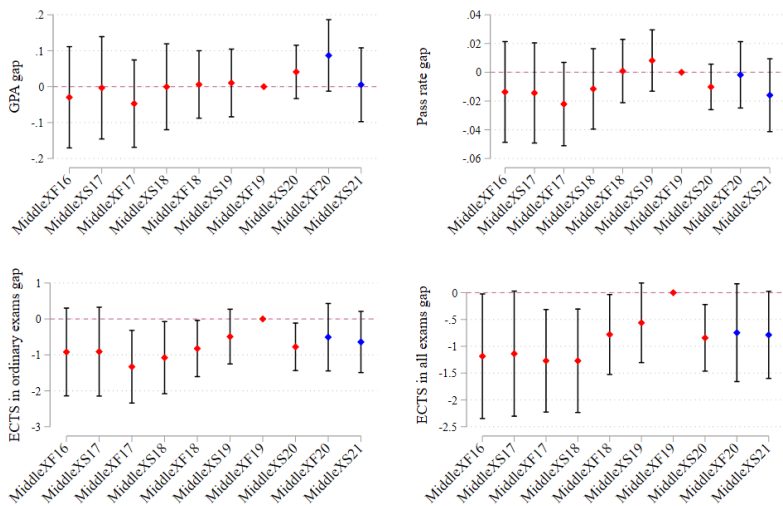 GPA gap
.2
.1
0
-.1
-.2
MiddleXF16
MiddleXS17
MiddleXF17
MiddleXS18
MiddleXF18
MiddleXS19
MiddleXF19
MiddleXS20
MiddleXF20
MiddleXS21
Pass rate gap
.04
.02
0
-.02
-.04
-.06
MiddleXF16
MiddleXS17
MiddleXF17
MiddleXS18
MiddleXF18
MiddleXS19
MiddleXF19
MiddleXS20
MiddleXF20
MiddleXS21
ECTS in ordinary exams gap
1
0
-1
-2
-3
MiddleXF16
MiddleXS17
MiddleXF17
MiddleXS18
MiddleXF18
MiddleXS19
MiddleXF19
MiddleXS20
MiddleXF20
MiddleXS21
ECTS in all exams gap
0
-.5
-1
-1.5
-2
-2.5
MiddleXF16
MiddleXS17
MiddleXF17
MiddleXS18
MiddleXF18
MiddleXS19
MiddleXF19
MiddleXS20
MiddleXF20
MiddleXS21